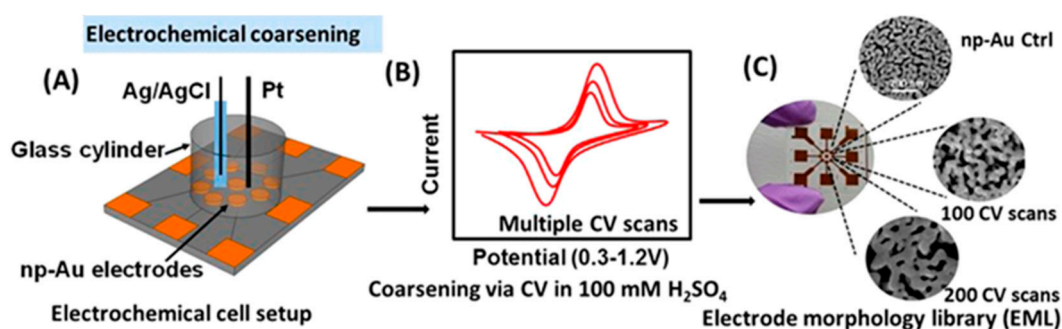 Electrochemical coarsening
(A)
Ag/AgCl
Pt
Glass cylinder
np-Au electrodes
Electrochemical cell setup
(B)
Current
Multiple CV scans
Potential (0.3-1.2V)
Coarsening via CV in 100 mM H₂SO₄
(C)
np-Au Ctrl
100 CV scans
200 CV scans
Electrode morphology library (EML)